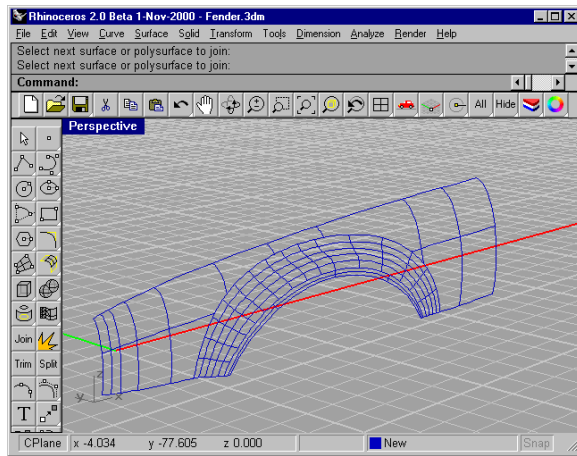 Rhinoceros 2.0 Beta 1-Nov-2000 - Fender.3dm
File Edit View Curve Surface Solid Transform Tools Dimension Analyze Render Help
Select next surface or polysurface to join:
Select next surface or polysurface to join:
Command:
All Hide
Perspective
Join
Trim Split
T
z
y x
CPlane x -4.034 y -77.605 z 0.000 New Snap